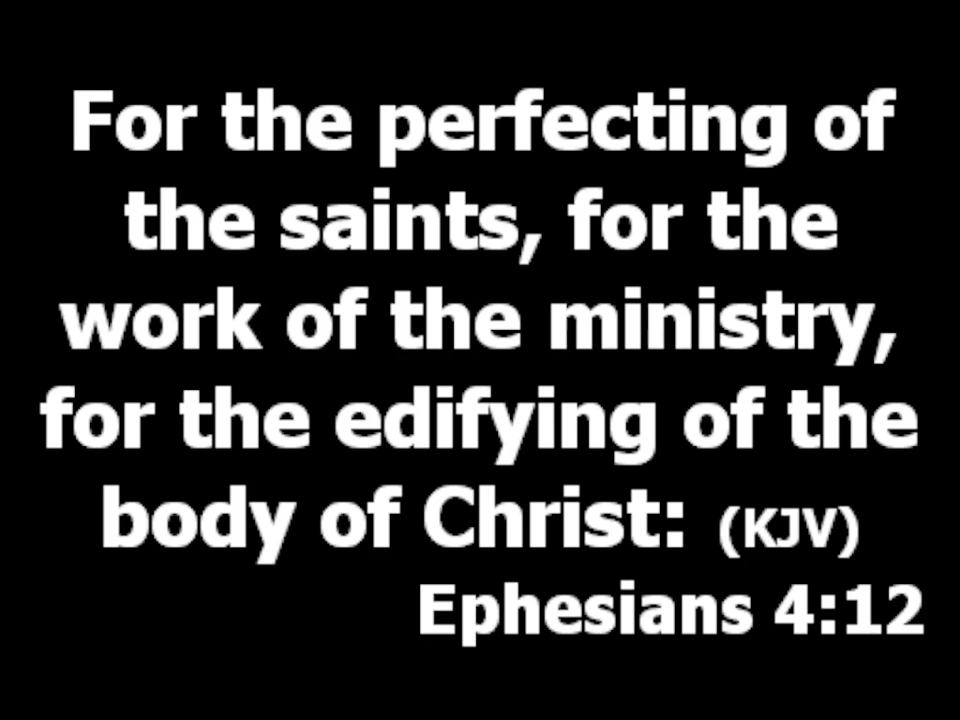 For the perfecting of
the saints, for the
work of the ministry,
for the edifying of the
body of Christ: (KJV)
Ephesians 4:12